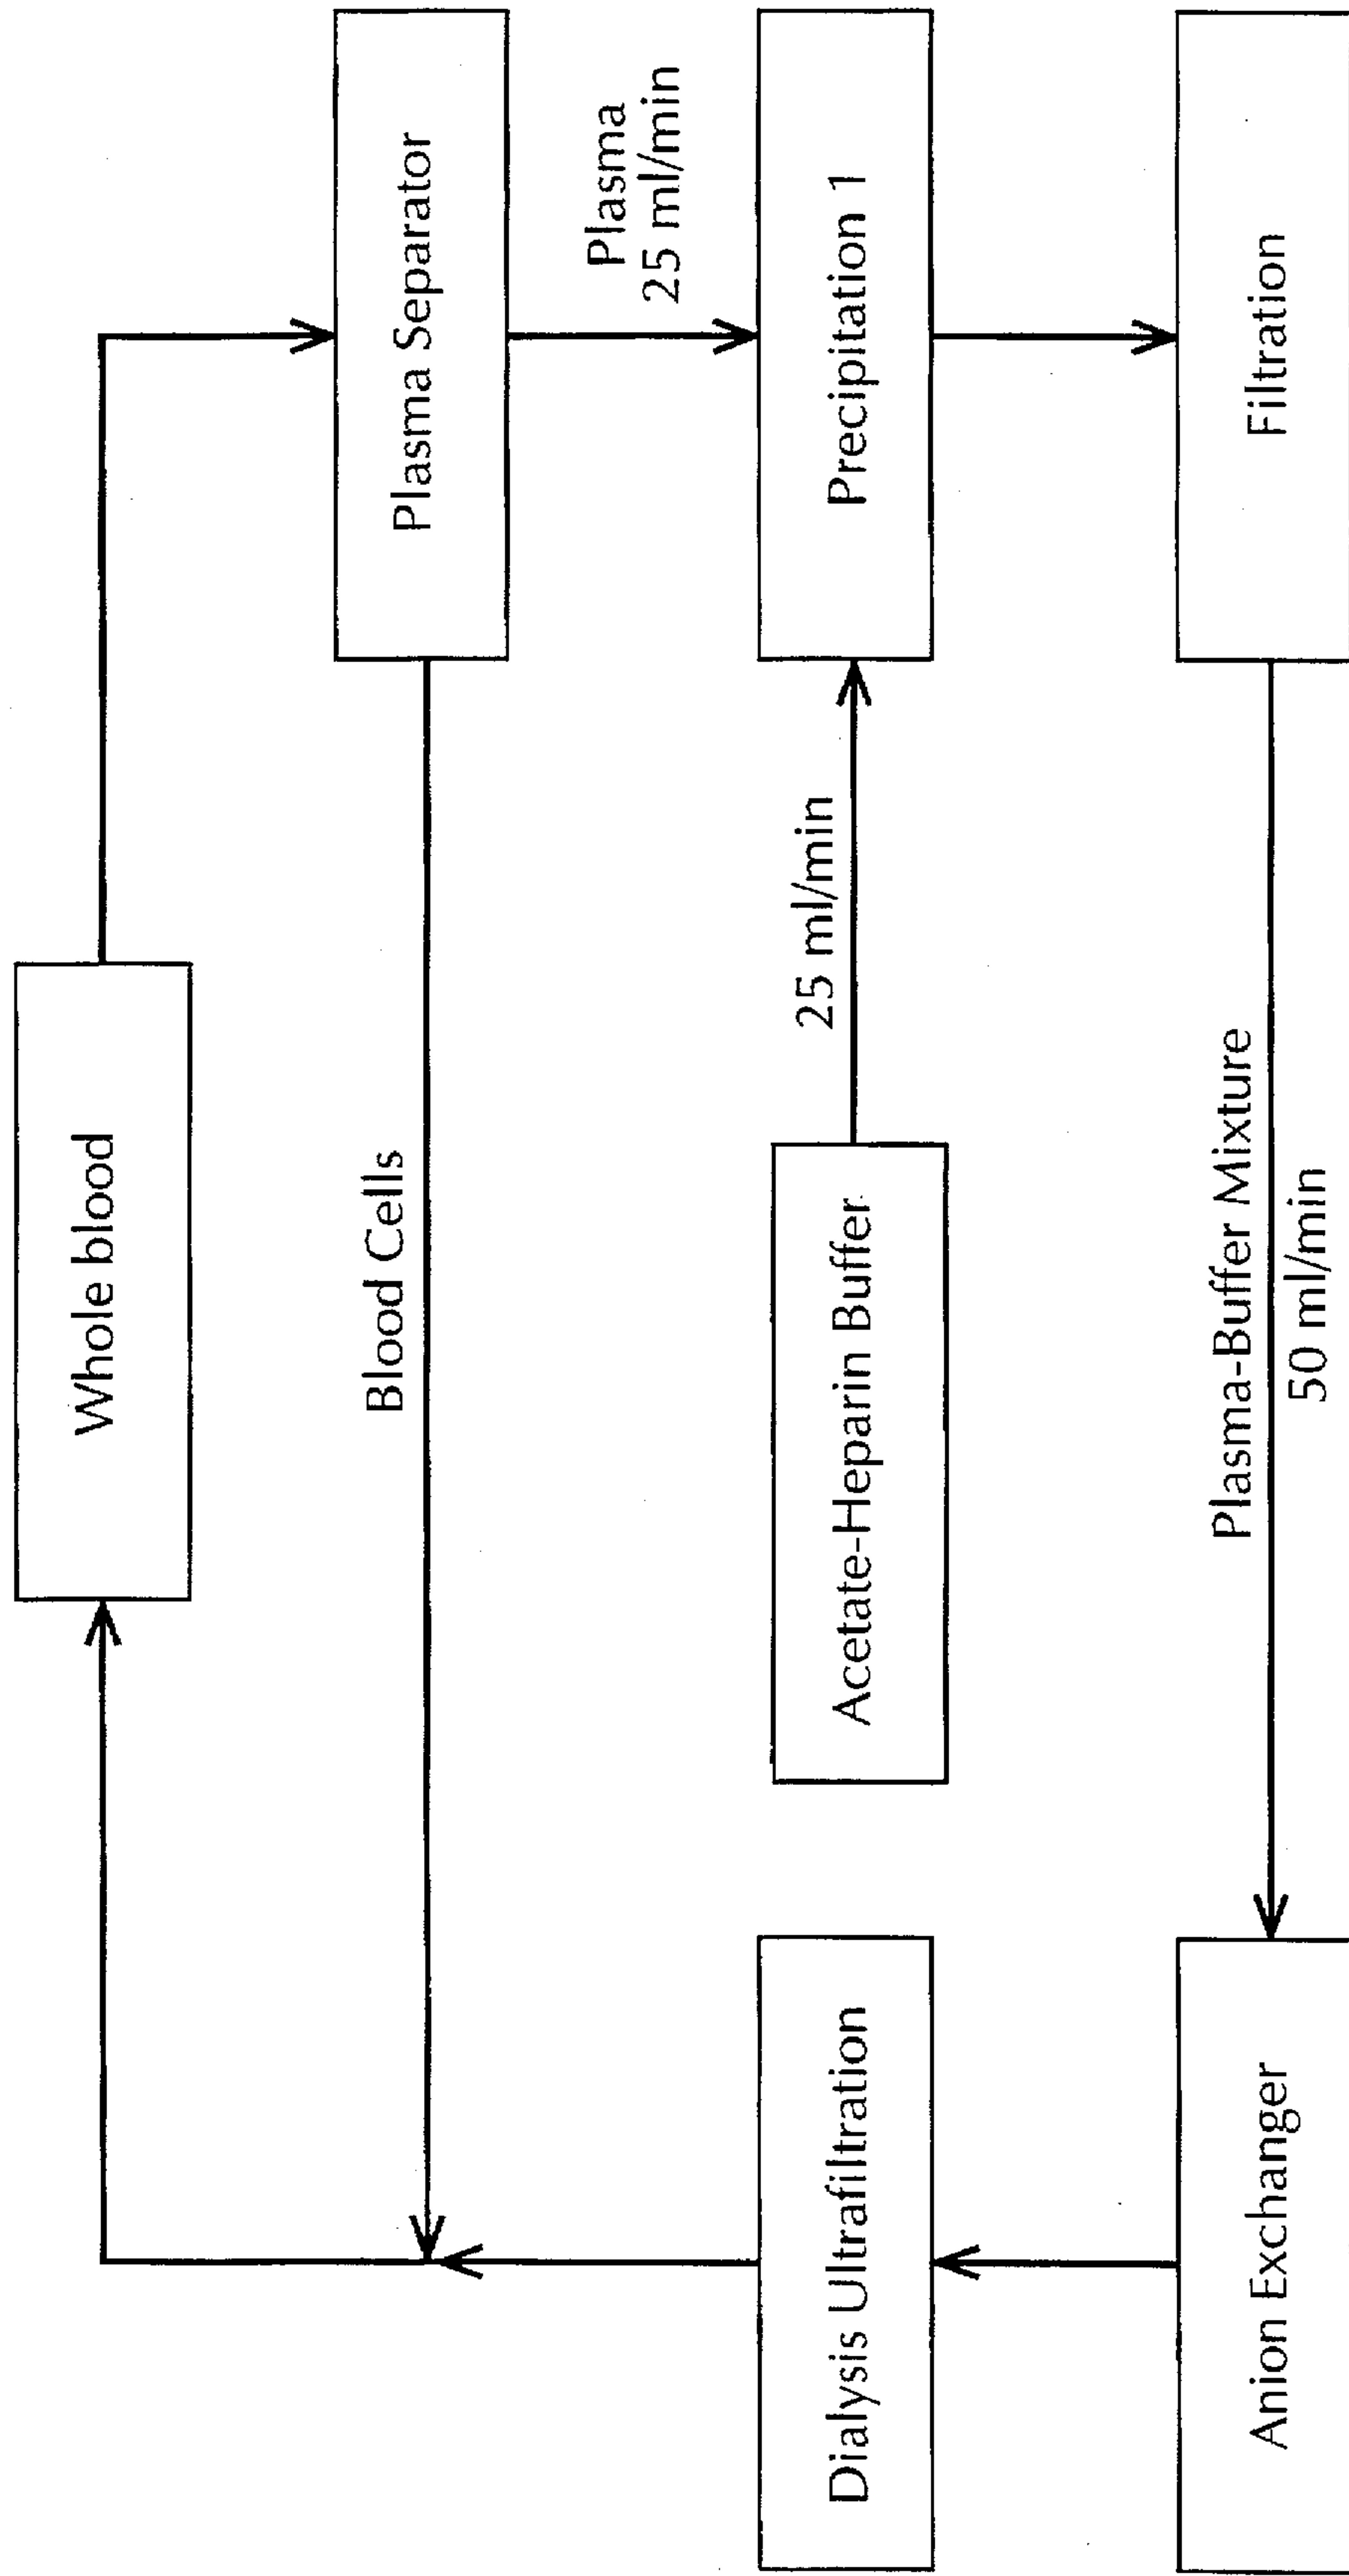 Whole blood
Plasma Separator
Blood Cells
Plasma
25 ml/min
Precipitation 1
25 ml/min
Acetate-Heparin Buffer
Dialysis Ultrafiltration
Filtration
Plasma-Buffer Mixture
50 ml/min
Anion Exchanger